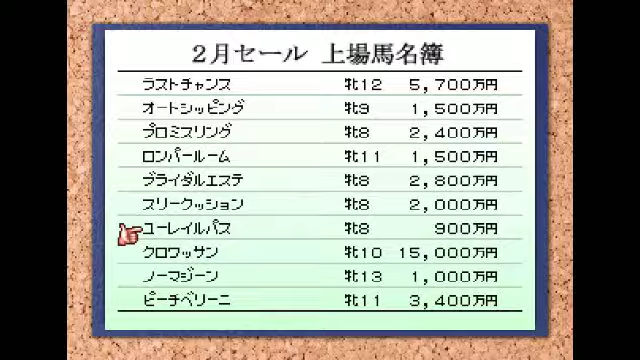 2月セール 上場馬名簿
ラストチャンス 牝12 5,700万円
オートシッピング 牝9 1,500万円
プロミスリング 牝8 2,400万円
ロンパールーム 牝11 1,500万円
ブライダルエステ 牝8 2,800万円
スリークッション 牝8 2,000万円
ユーレイルパス 牝8 900万円
クロワッサン 牝10 15,000万円
ノーマジーン 牝13 1,000万円
ピーチベリーニ 牝11 3,400万円